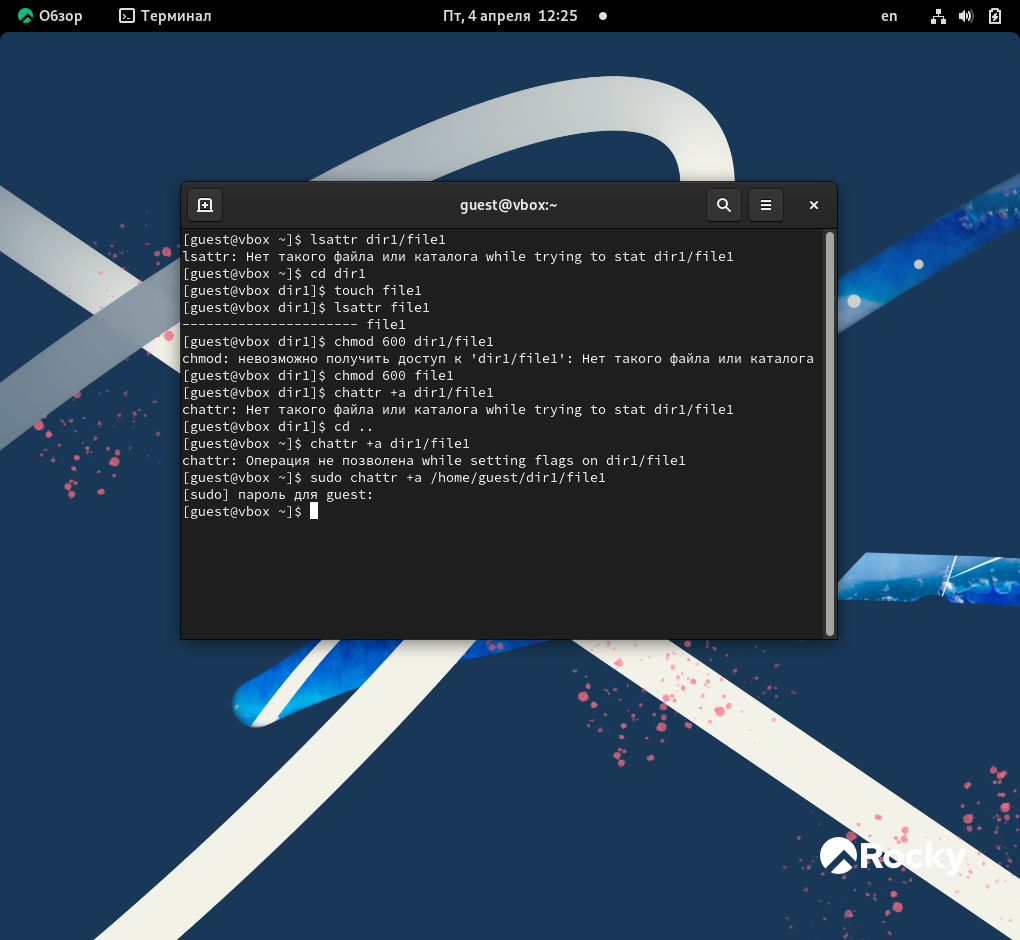 Обзор Терминал Пт, 4 апреля 12:25 en
guest@vbox:~
[guest@vbox ~]$ lsattr dir1/file1
lsattr: Нет такого файла или каталога while trying to stat dir1/file1
[guest@vbox ~]$ cd dir1
[guest@vbox dir1]$ touch file1
[guest@vbox dir1]$ lsattr file1
---------------------- file1
[guest@vbox dir1]$ chmod 600 dir1/file1
chmod: невозможно получить доступ к 'dir1/file1': Нет такого файла или каталога
[guest@vbox dir1]$ chmod 600 file1
[guest@vbox dir1]$ chattr +a dir1/file1
chattr: Нет такого файла или каталога while trying to stat dir1/file1
[guest@vbox dir1]$ cd ..
[guest@vbox ~]$ chattr +a dir1/file1
chattr: Операция не позволена while setting flags on dir1/file1
[guest@vbox ~]$ sudo chattr +a /home/guest/dir1/file1
[sudo] пароль для guest:
[guest@vbox ~]$
Rocky